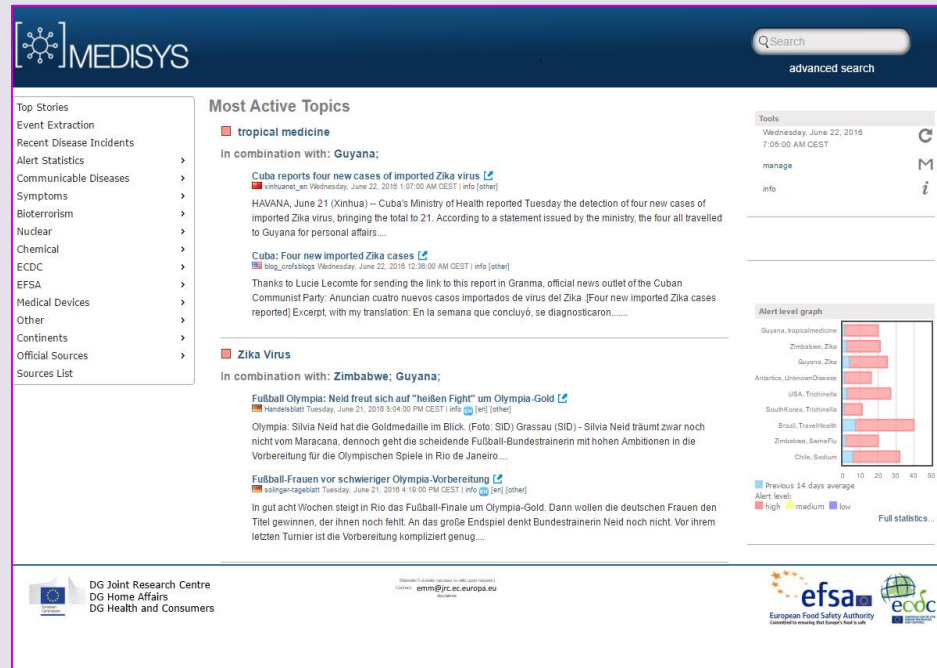 MEDISYS
Search
advanced search
Top Stories
Event Extraction
Recent Disease Incidents
Alert Statistics
Communicable Diseases
Symptoms
Bioterrorism
Nuclear
Chemical
ECDC
EFSA
Medical Devices
Other
Continents
Official Sources
Sources List
Most Active Topics
tropical medicine
In combination with: Guyana;
Cuba reports four new cases of imported Zika virus
xinhuanet_en Wednesday, June 22, 2016 1:07:00 AM CEST | info [other]
HAVANA, June 21 (Xinhua) -- Cuba's Ministry of Health reported Tuesday the detection of four new cases of
imported Zika virus, bringing the total to 21. According to a statement issued by the ministry, the four all travelled
to Guyana for personal affairs....
Cuba: Four new imported Zika cases
blog_crofsblogs Wednesday, June 22, 2016 12:36:00 AM CEST | info [other]
Thanks to Lucie Lecomte for sending the link to this report in Granma, official news outlet of the Cuban
Communist Party: Anuncian cuatro nuevos casos importados de virus del Zika .[Four new imported Zika cases
reported] Excerpt, with my translation: En la semana que concluyó, se diagnosticaron.......
Zika Virus
In combination with: Zimbabwe; Guyana;
Fußball Olympia: Neid freut sich auf "heißen Fight" um Olympia-Gold
Handelsblatt Tuesday, June 21, 2016 5:04:00 PM CEST | info [en] [other]
Olympia: Silvia Neid hat die Goldmedaille im Blick. (Foto: SID) Grassau (SID) - Silvia Neid träumt zwar noch
nicht vom Maracana, dennoch geht die scheidende Fußball-Bundestrainerin mit hohen Ambitionen in die
Vorbereitung für die Olympischen Spiele in Rio de Janeiro....
Fußball-Frauen vor schwieriger Olympia-Vorbereitung
solinger-tageblatt Tuesday, June 21, 2016 4:19:00 PM CEST | info [en] [other]
In gut acht Wochen steigt in Rio das Fußball-Finale um Olympia-Gold. Dann wollen die deutschen Frauen den
Titel gewinnen, der ihnen noch fehlt. An das große Endspiel denkt Bundestrainerin Neid noch nicht. Vor ihrem
letzten Turnier ist die Vorbereitung kompliziert genug....
Tools
Wednesday, June 22, 2016
7:05:00 AM CEST
manage
M
info
i
Alert level graph
Guyana, tropicalmedicine
Zimbabwe, Zika
Guyana, Zika
Antartica, UnknownDisease
USA, Trichinella
SouthKorea, Trichinella
Brazil, TravelHealth
Zimbabwe, SwineFlu
Chile, Sodium
0 10 20 30 40 50
Previous 14 days average
Alert level:
high medium low
Full statistics...
European
Commission
DG Joint Research Centre
DG Home Affairs
DG Health and Consumers
Contact: emm@jrc.ec.europa.eu
disclaimer
efsa
European Food Safety Authority
Committed to ensuring that Europe's food is safe
ecdc